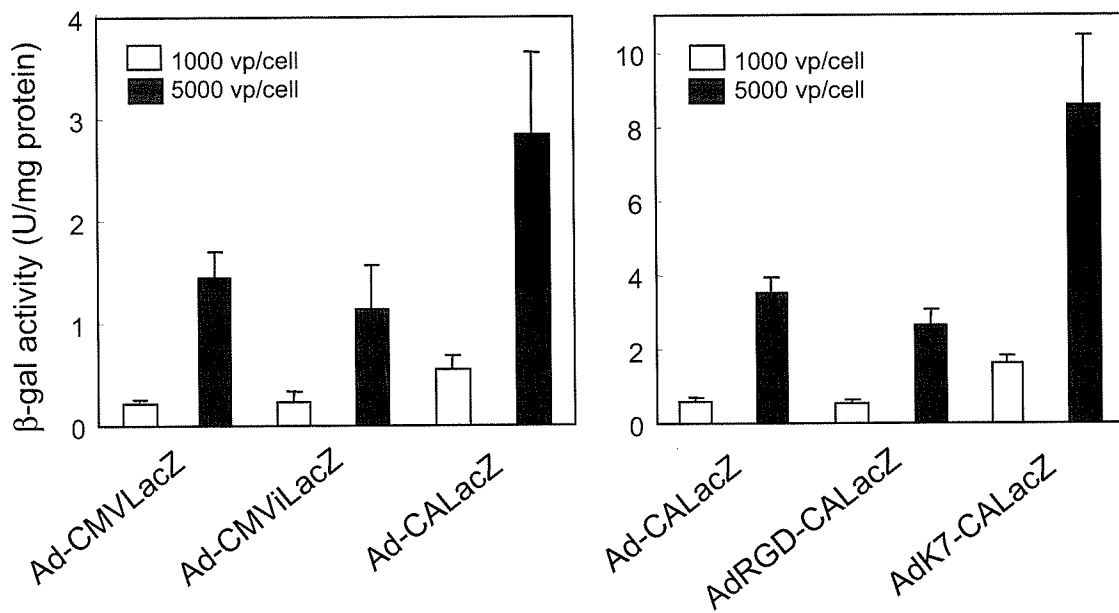 β-gal activity (U/mg protein)
4
3
2
1
0
1000 vp/cell
5000 vp/cell
Ad-CMVLacZ
Ad-CMViLacZ
Ad-CALacZ
10
8
6
4
2
0
1000 vp/cell
5000 vp/cell
Ad-CALacZ
AdRGD-CALacZ
AdK7-CALacZ